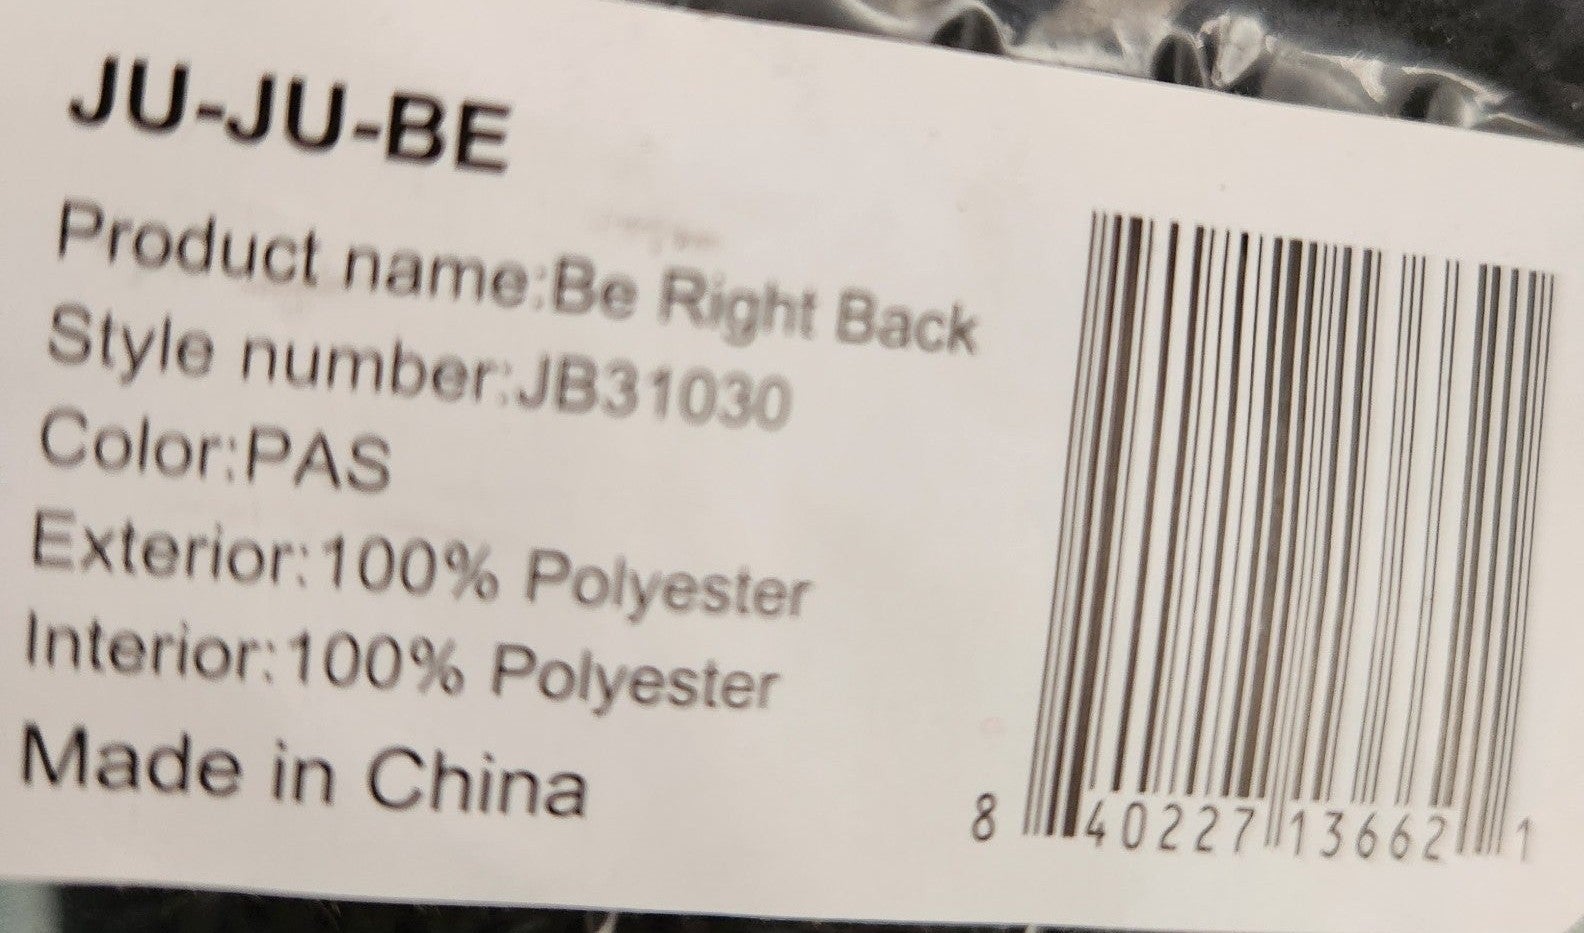 JU-JU-BE
Product name:Be Right Back
Style number:JB31030
Color:PAS
Exterior:100% Polyester
Interior:100% Polyester
Made in China
8 40227 13662 1